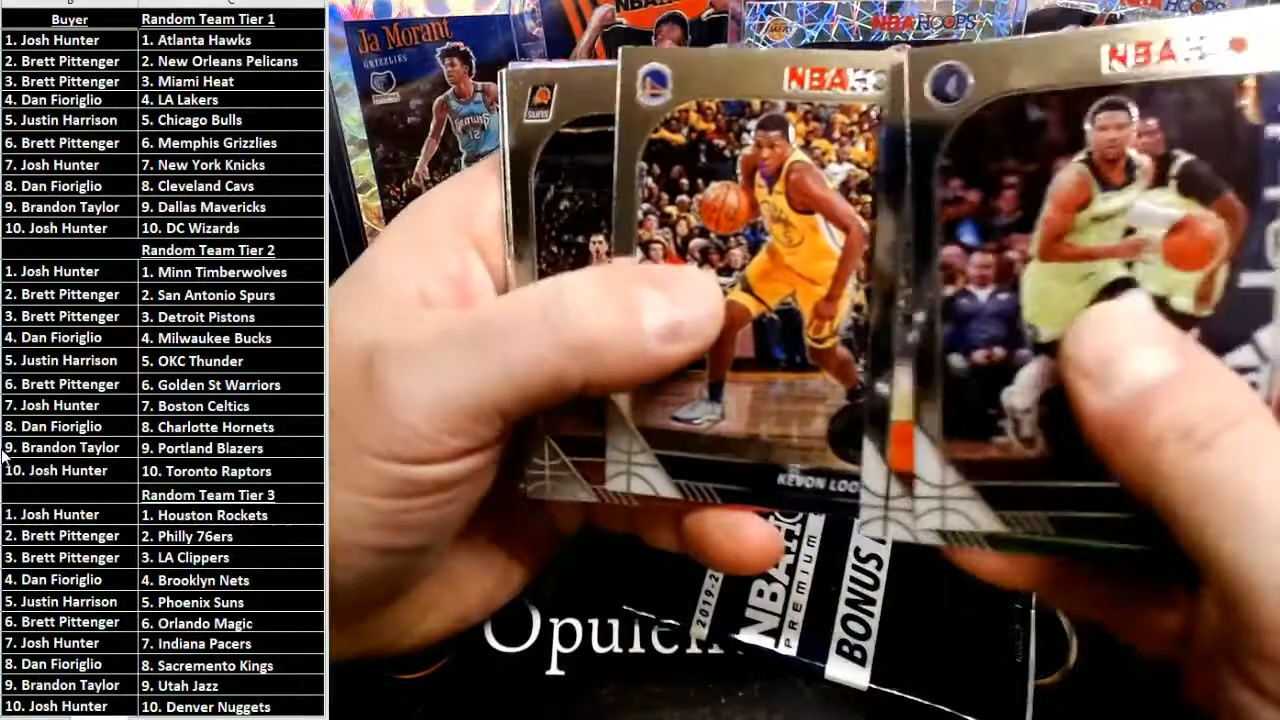 Buyer Random Team Tier 1
1. Josh Hunter 1. Atlanta Hawks
2. Brett Pittenger 2. New Orleans Pelicans
3. Brett Pittenger 3. Miami Heat
4. Dan Fioriglio 4. LA Lakers
5. Justin Harrison 5. Chicago Bulls
6. Brett Pittenger 6. Memphis Grizzlies
7. Josh Hunter 7. New York Knicks
8. Dan Fioriglio 8. Cleveland Cavs
9. Brandon Taylor 9. Dallas Mavericks
10. Josh Hunter 10. DC Wizards
Random Team Tier 2
1. Josh Hunter 1. Minn Timberwolves
2. Brett Pittenger 2. San Antonio Spurs
3. Brett Pittenger 3. Detroit Pistons
4. Dan Fioriglio 4. Milwaukee Bucks
5. Justin Harrison 5. OKC Thunder
6. Brett Pittenger 6. Golden St Warriors
7. Josh Hunter 7. Boston Celtics
8. Dan Fioriglio 8. Charlotte Hornets
9. Brandon Taylor 9. Portland Blazers
10. Josh Hunter 10. Toronto Raptors
Random Team Tier 3
1. Josh Hunter 1. Houston Rockets
2. Brett Pittenger 2. Philly 76ers
3. Brett Pittenger 3. LA Clippers
4. Dan Fioriglio 4. Brooklyn Nets
5. Justin Harrison 5. Phoenix Suns
6. Brett Pittenger 6. Orlando Magic
7. Josh Hunter 7. Indiana Pacers
8. Dan Fioriglio 8. Sacremento Kings
9. Brandon Taylor 9. Utah Jazz
10. Josh Hunter 10. Denver Nuggets
Ja Morant
GRIZZLIES
12
NBA HOOPS
NBA HOOPS
SUNS
NBA
NBA
KEVON LOO
2019-2
NBA HO
PREMIUM
BONUS
Opulen